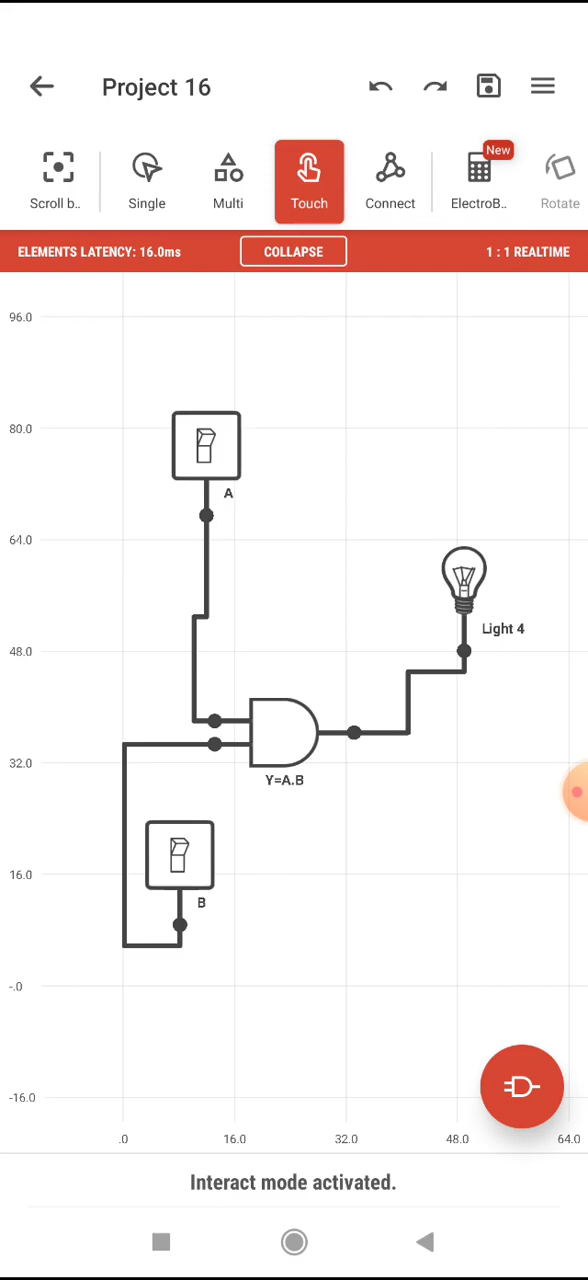 Project 16
New
Scroll b..
Single
Multi
Touch
Connect
ElectroB..
Rotate
ELEMENTS LATENCY: 16.0ms
COLLAPSE
1 : 1 REALTIME
96.0
80.0
A
64.0
Light 4
48.0
32.0
Y=A.B
16.0
B
-.0
-16.0
.0
16.0
32.0
48.0
64.0
Interact mode activated.